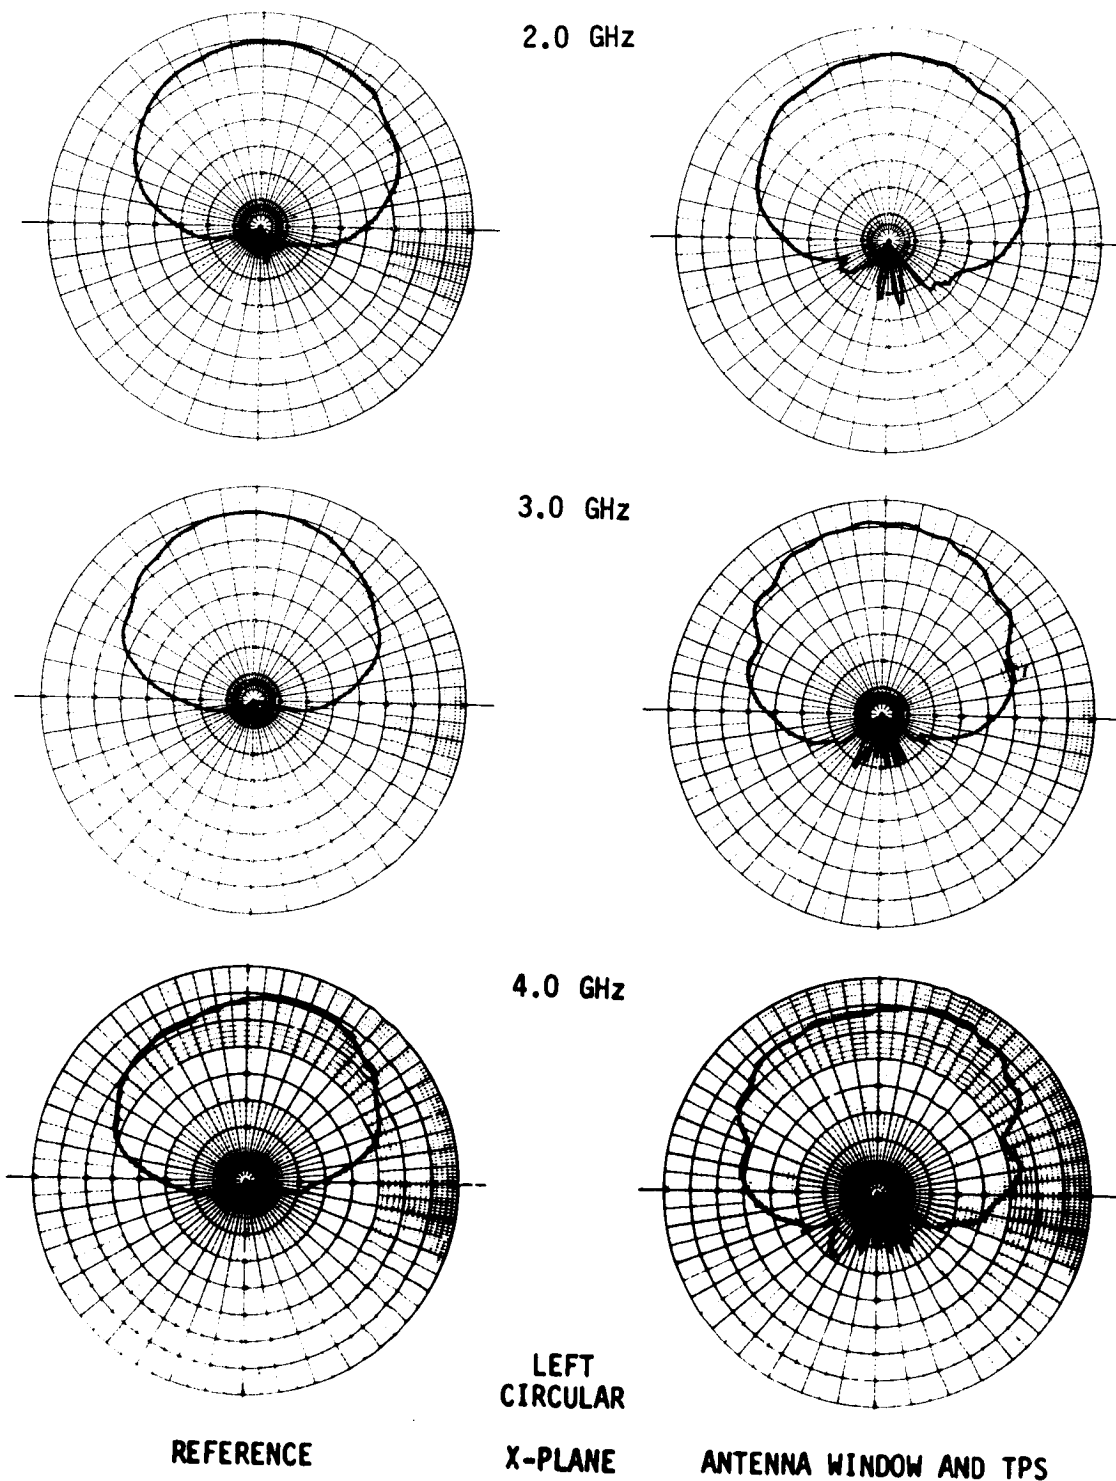 2.0 GHz
3.0 GHz
4.0 GHz
LEFT
CIRCULAR
REFERENCE
X-PLANE
ANTENNA WINDOW AND TPS